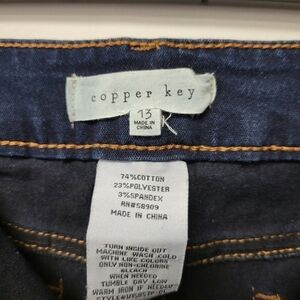 copper key
13
MADE IN
CHINA
K
74%COTTON
23%POLYESTER
3%SPANDEX
RN#58909
MADE IN CHINA
TURN INSIDE OUT
MACHINE WASH COLD
WITH LIKE COLORS
ONLY NON-CHLORINE
BLEACH
WHEN NEEDED
TUMBLE DRY LOW
WARM IRON IF NEEDED